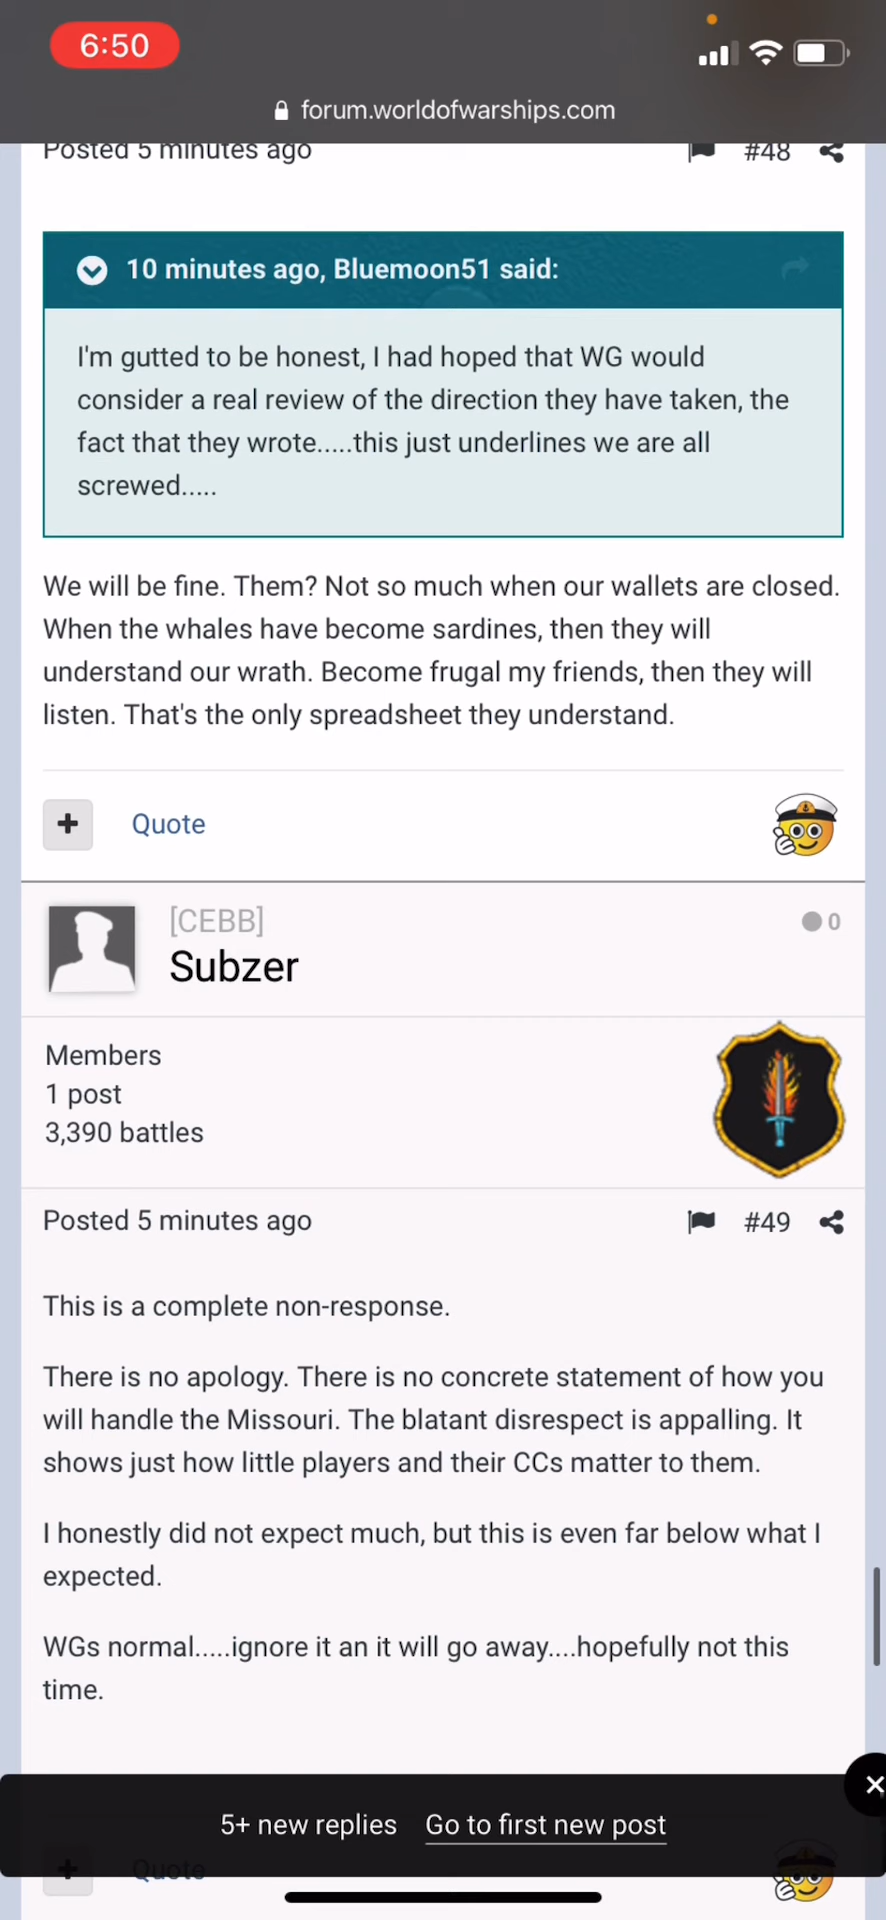 6:50
forum.worldofwarships.com
Posted 5 minutes ago #48
10 minutes ago, Bluemoon51 said:
I'm gutted to be honest, I had hoped that WG would
consider a real review of the direction they have taken, the
fact that they wrote.....this just underlines we are all
screwed.....
We will be fine. Them? Not so much when our wallets are closed.
When the whales have become sardines, then they will
understand our wrath. Become frugal my friends, then they will
listen. That's the only spreadsheet they understand.
+ Quote
[CEBB] 0
Subzer
Members
1 post
3,390 battles
Posted 5 minutes ago #49
This is a complete non-response.
There is no apology. There is no concrete statement of how you
will handle the Missouri. The blatant disrespect is appalling. It
shows just how little players and their CCs matter to them.
I honestly did not expect much, but this is even far below what I
expected.
WGs normal.....ignore it an it will go away....hopefully not this
time.
5+ new replies Go to first new post
+ Quote